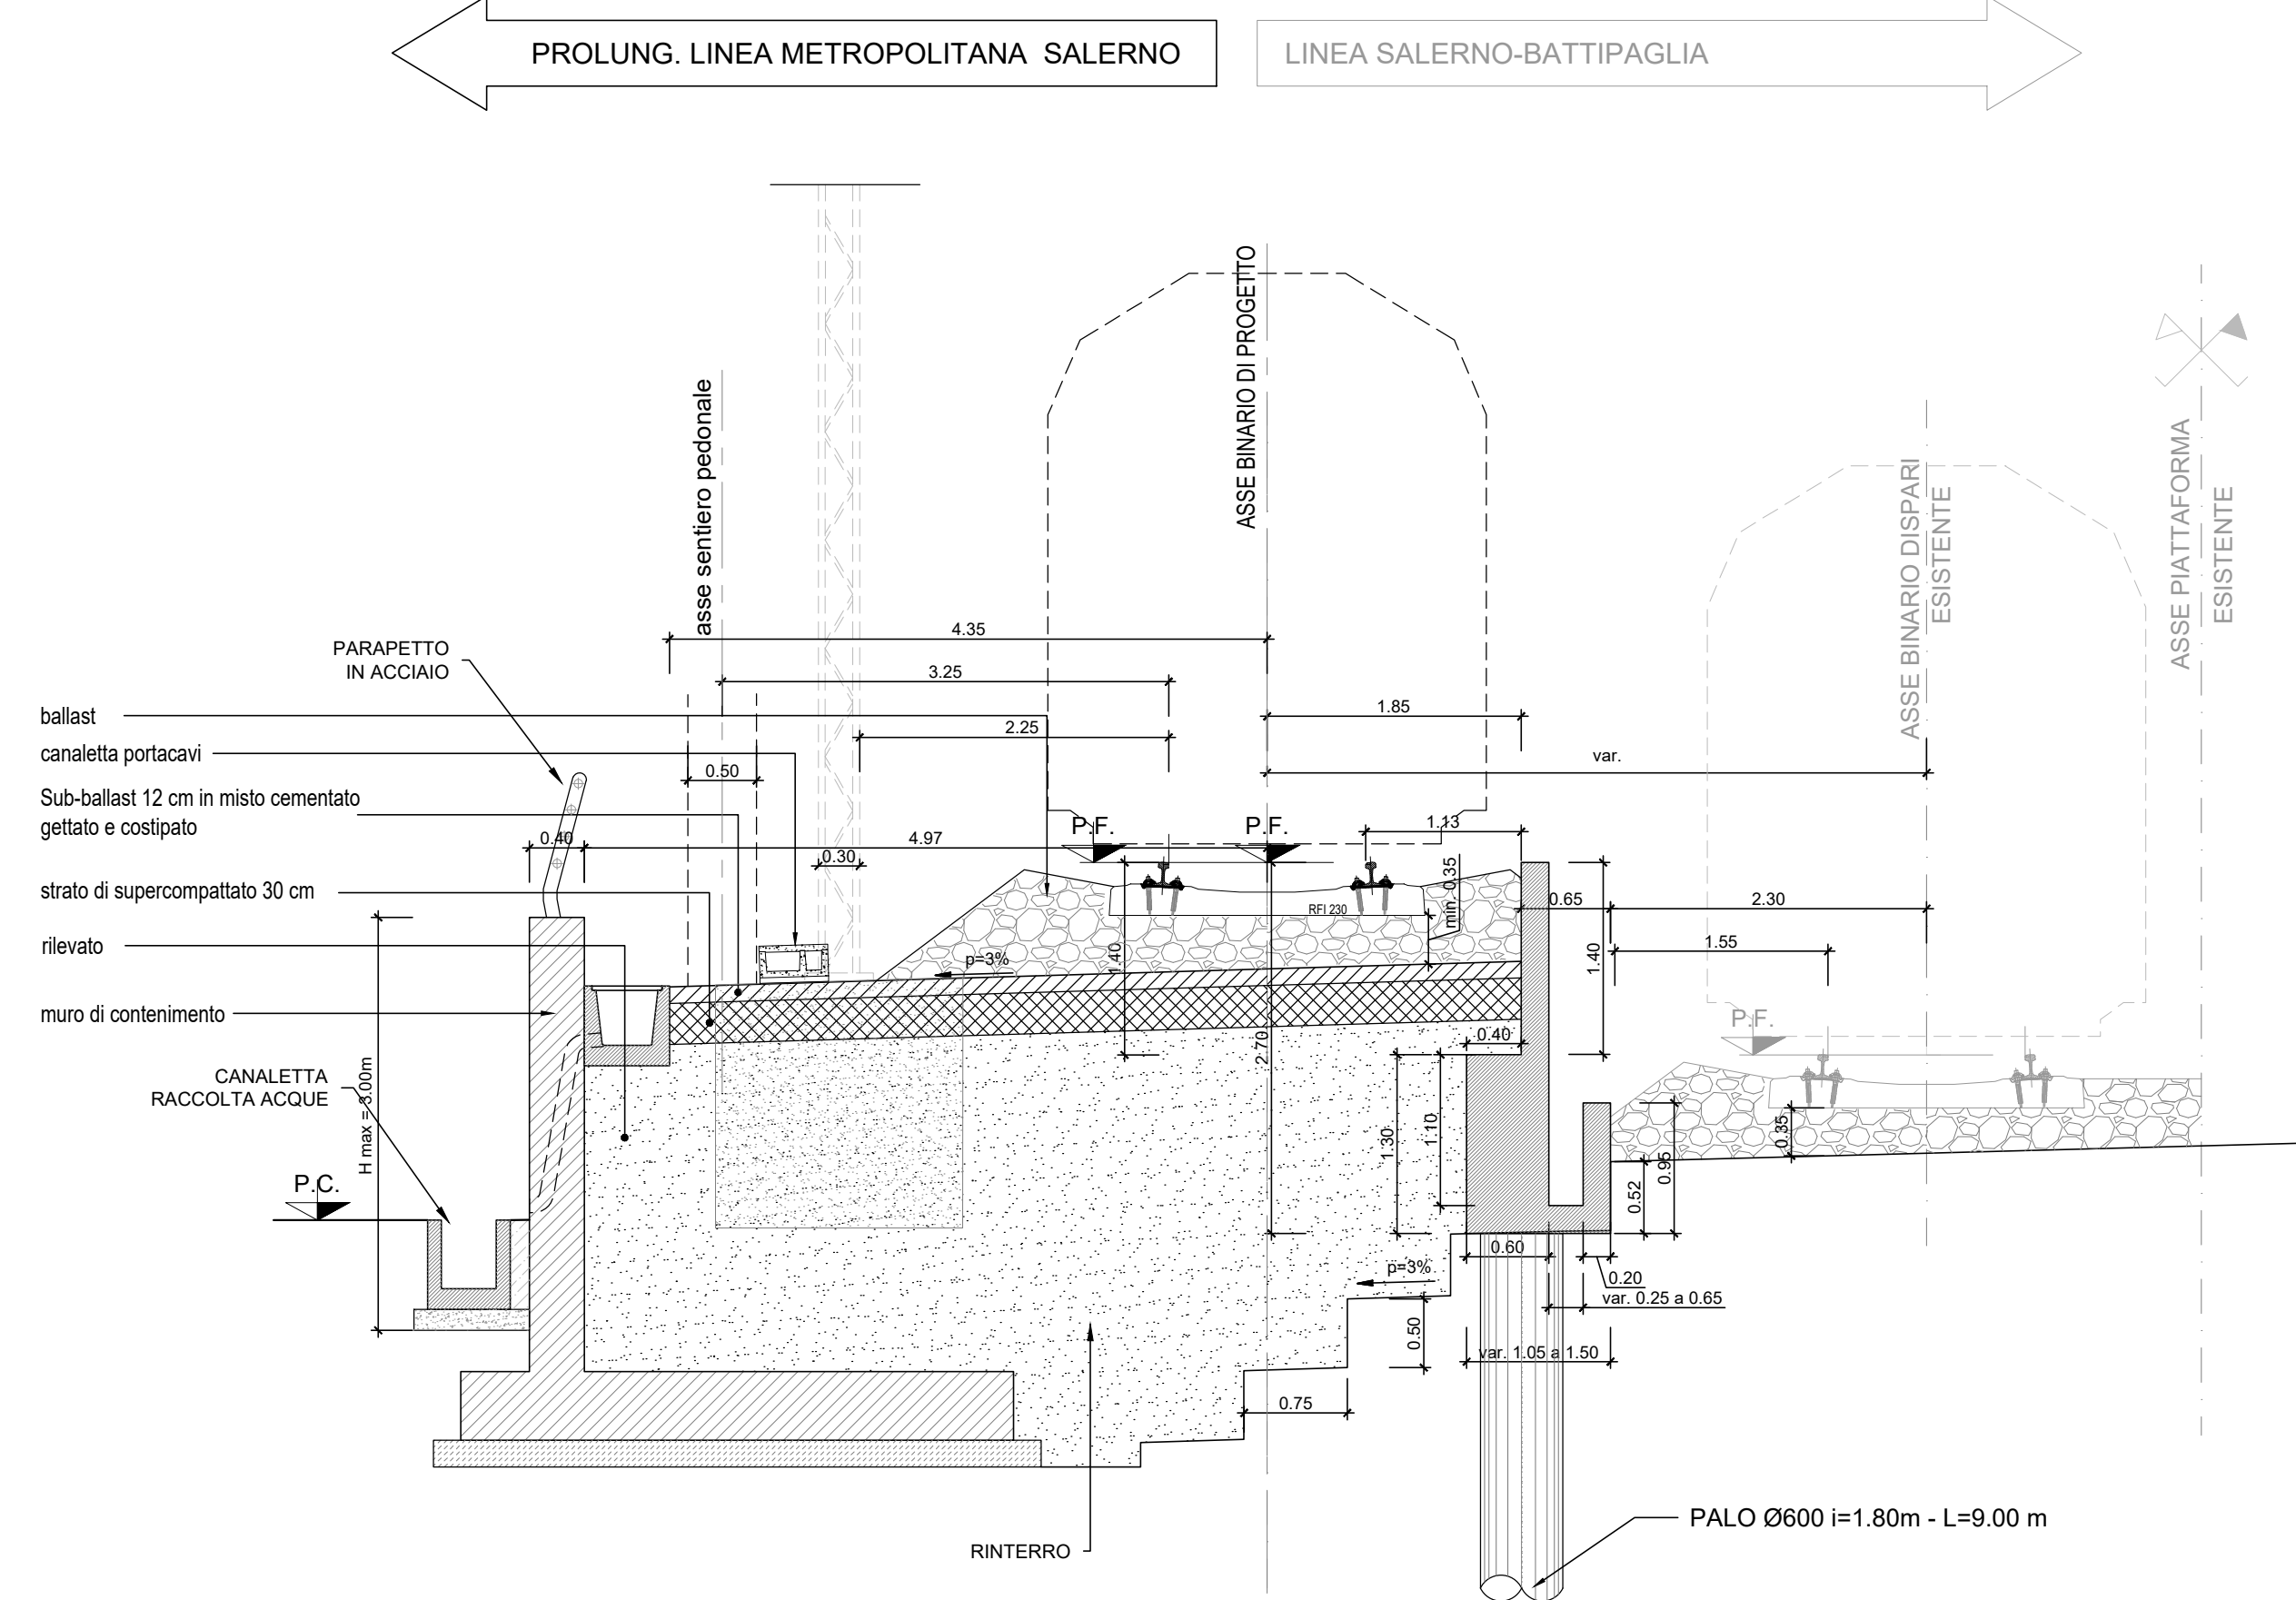 PROLUNG. LINEA METROPOLITANA SALERNO
LINEA SALERNO-BATTIPAGLIA
ASSE BINARIO DI PROGETTO
asse sentiero pedonale
ASSE BINARIO DISPARI
ESISTENTE
ASSE PIATTAFORMA
ESISTENTE
4.35
PARAPETTO
IN ACCIAIO
3.25
ballast
1.85
2.25
canaletta portacavi
var.
0.50
Sub-ballast 12 cm in misto cementato
gettato e costipato
P.F.
P.F.
1.13
0.40
4.97
0.30
strato di supercompattato 30 cm
min. 0.35
0.65
2.30
RFI 230
rilevato
1.40
p=3%
1.40
1.55
muro di contenimento
P.F.
0.40
2.70
CANALETTA
RACCOLTA ACQUE
H max = 3.00m
1.30
1.10
0.35
0.95
0.52
P.C.
0.60
p=3%
0.20
var. 0.25 a 0.65
0.50
var. 1.05 a 1.50
0.75
PALO Ø600 i=1.80m - L=9.00 m
RINTERRO